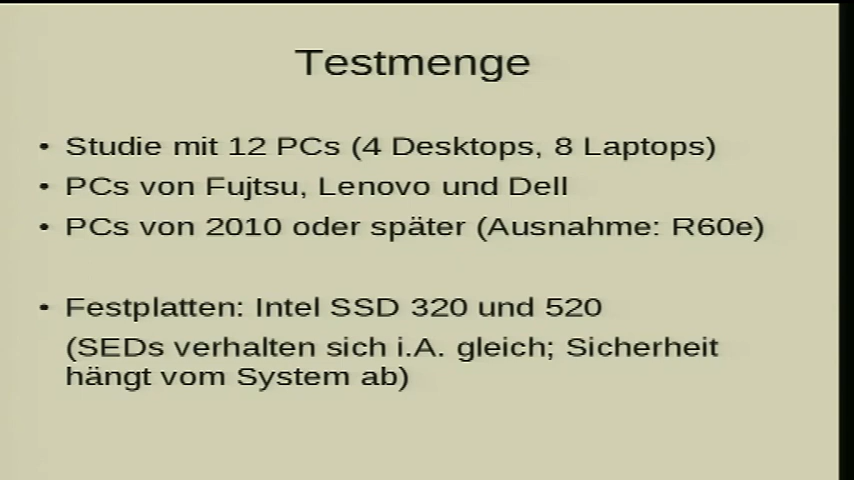 Testmenge
• Studie mit 12 PCs (4 Desktops, 8 Laptops)
• PCs von Fujtsu, Lenovo und Dell
• PCs von 2010 oder später (Ausnahme: R60e)
• Festplatten: Intel SSD 320 und 520
(SEDs verhalten sich i.A. gleich; Sicherheit
hängt vom System ab)